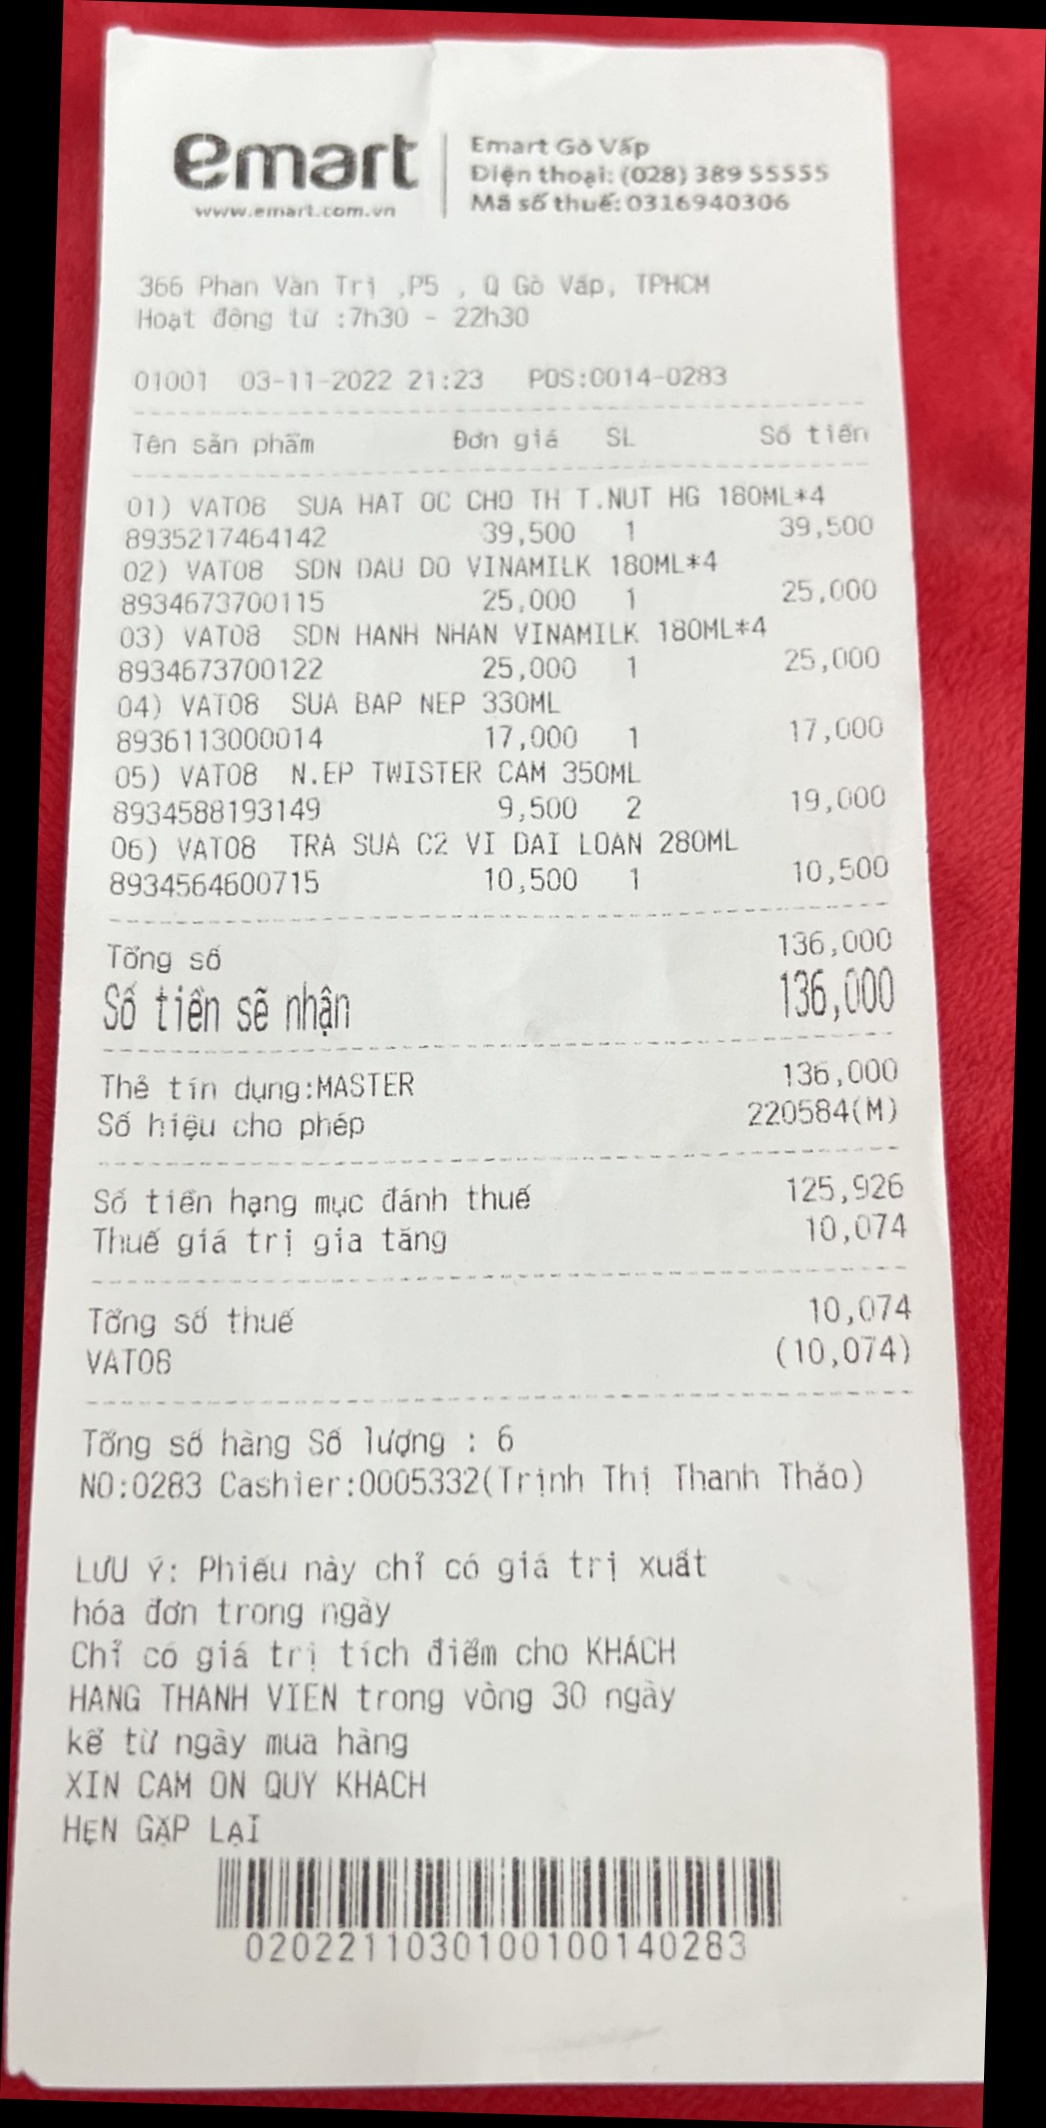 emart
www.emart.com.vn
Emart Gò Vấp
Điện thoại: (028) 389 55555
Mã số thuế: 0316940306
366 Phan Văn Trị ,P5 , Q Gò Vấp, TPHCM
Hoạt động từ :7h30 - 22h30
01001 03-11-2022 21:23 POS:0014-0283
Tên sản phẩm Đơn giá SL Số tiền
01) VAT08 SUA HAT OC CHO TH T.NUT HG 180ML*4
8935217464142 39,500 1 39,500
02) VAT08 SDN DAU DO VINAMILK 180ML*4
8934673700115 25,000 1 25,000
03) VAT08 SDN HANH NHAN VINAMILK 180ML*4
8934673700122 25,000 1 25,000
04) VAT08 SUA BAP NEP 330ML
8936113000014 17,000 1 17,000
05) VAT08 N.EP TWISTER CAM 350ML
8934588193149 9,500 2 19,000
06) VAT08 TRA SUA C2 VI DAI LOAN 280ML
8934564600715 10,500 1 10,500
Tổng số 136,000
Số tiền sẽ nhận 136,000
Thẻ tín dụng:MASTER 136,000
Số hiệu cho phép 220584(M)
Số tiền hạng mục đánh thuế 125,926
Thuế giá trị gia tăng 10,074
Tổng số thuế 10,074
VAT08 (10,074)
Tổng số hàng Số lượng : 6
NO:0283 Cashier:0005332(Trịnh Thị Thanh Thảo)
LƯU Ý: Phiếu này chỉ có giá trị xuất
hóa đơn trong ngày
Chỉ có giá trị tích điểm cho KHÁCH
HANG THANH VIEN trong vòng 30 ngày
kể từ ngày mua hàng
XIN CAM ON QUY KHACH
HẸN GẶP LẠI
0202211030100100140283